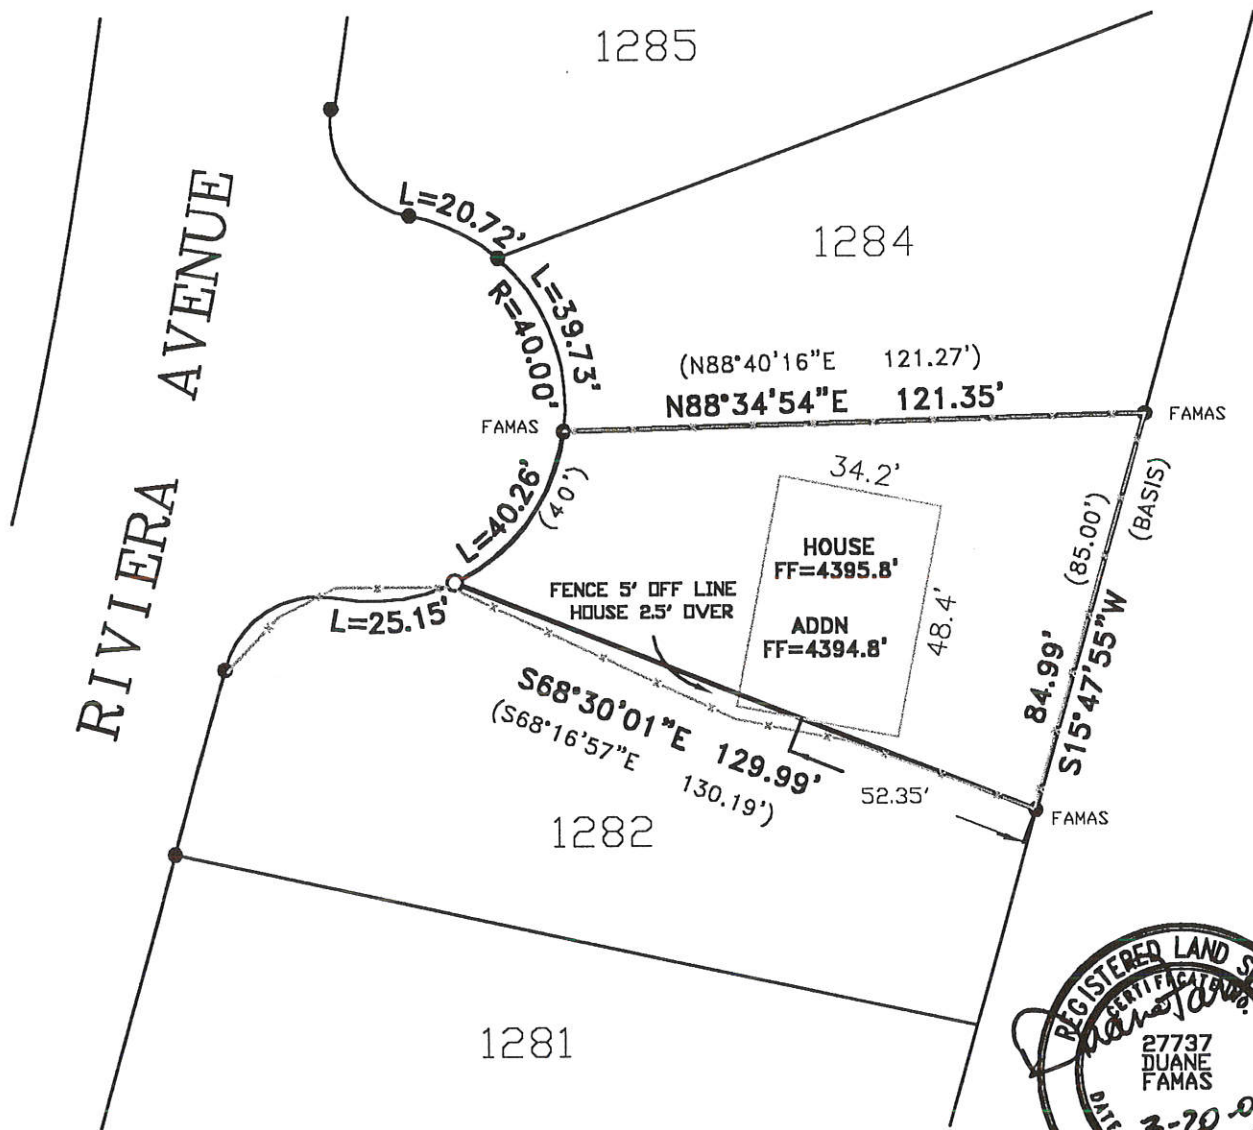 1285
RIVIERA AVENUE
L=20.72'
1284
L=39.73'
R=40.00'
(N88°40'16"E 121.27')
N88°34'54"E 121.35'
FAMAS
FAMAS
34.2'
L=40.26'
(40')
(85.00')
(BASIS)
HOUSE
FF=4395.8'
FENCE 5' OFF LINE
HOUSE 2.5' OVER
ADDN
FF=4394.8'
48.4'
L=25.15'
84.99'
S15°47'55"W
S68°30'01"E 129.99'
(S68°16'57"E 130.19')
52.35'
FAMAS
1282
1281
REGISTERED LAND
CERTIFICATE NO.
27737
DUANE
FAMAS
DATE